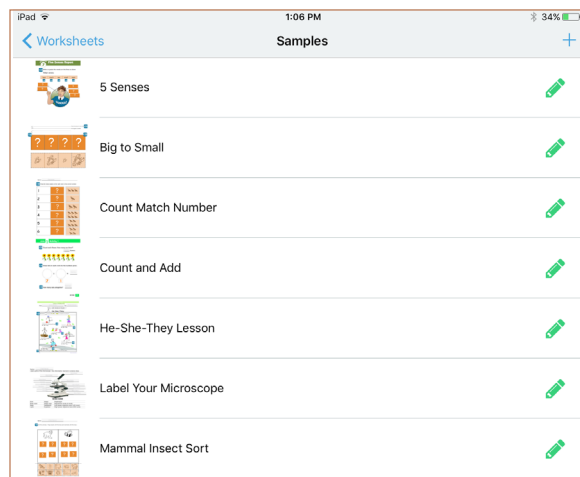 iPad 1:06 PM 34%
Worksheets Samples +
5 Senses
? ? ? ?
Big to Small
Count Match Number
Count and Add
He-She-They Lesson
Label Your Microscope
Mammal Insect Sort